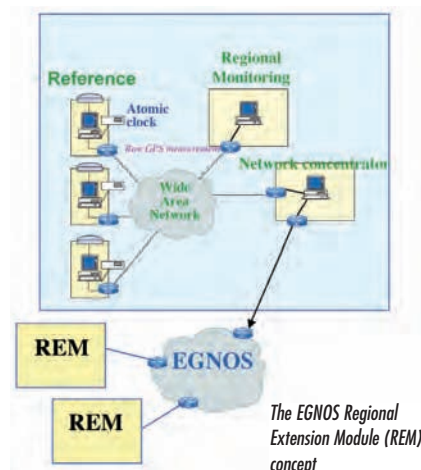 Regional
Monitoring
Reference
Atomic
clock
Raw GPS measurement
Network concentrator
Wide
Area
Network
REM
EGNOS
REM
The EGNOS Regional
Extension Module (REM)
concept